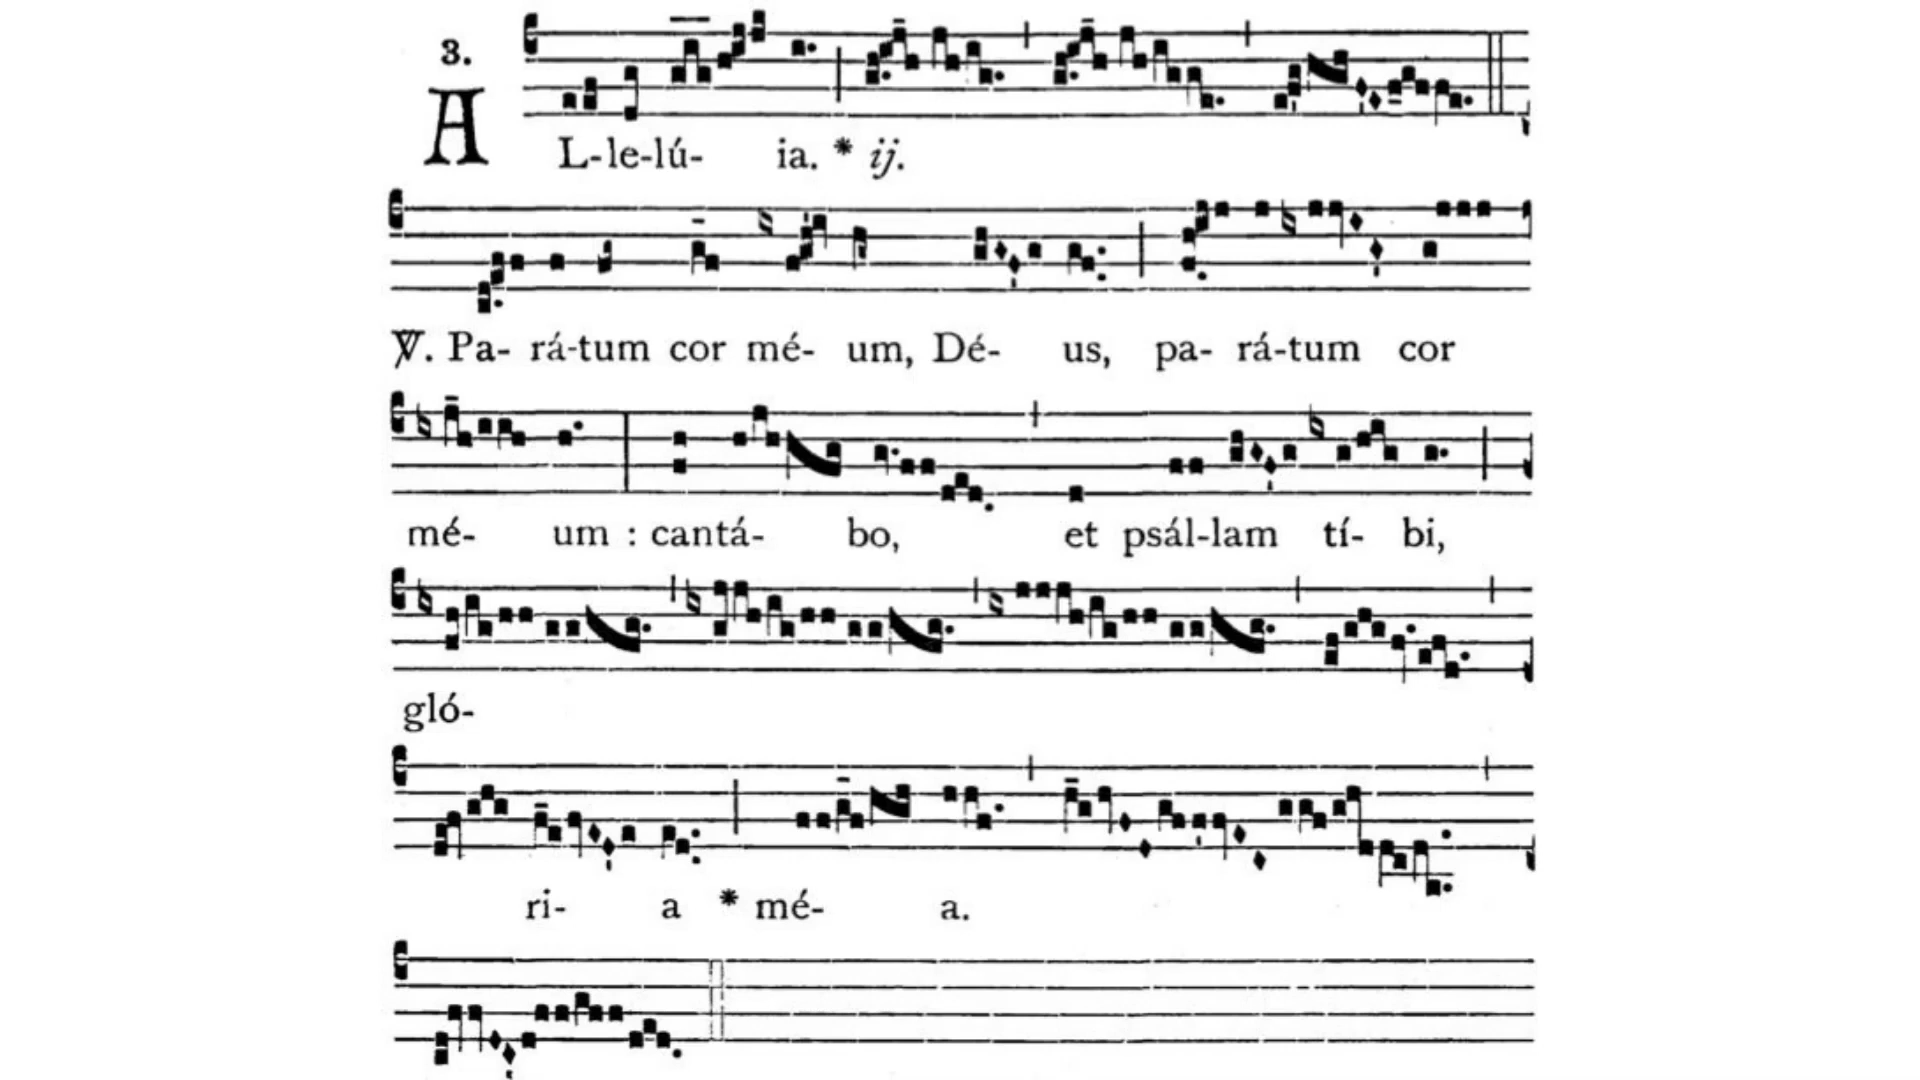 3.
AL-le-lú- ia. * ij.
℣. Pa- rá-tum cor mé- um, Dé- us, pa- rá-tum cor
mé- um : cantá- bo, et psál-lam tí- bi,
gló-
ri- a * mé- a.